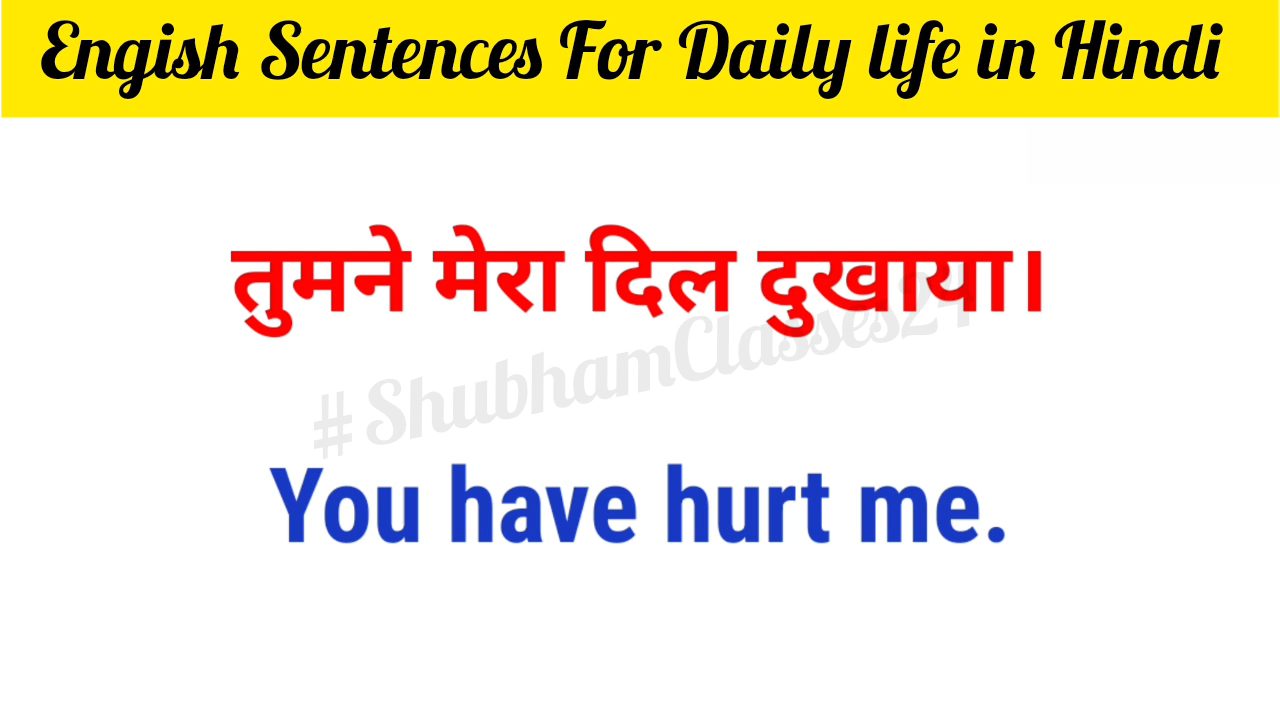 Engish Sentences For Daily life in Hindi
तुमने मेरा दिल दुखाया।
#ShubhamClasses24
You have hurt me.